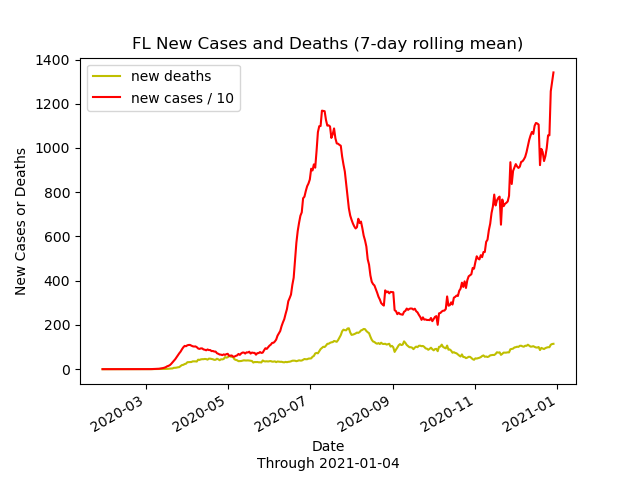 FL New Cases and Deaths (7-day rolling mean)
new deaths
new cases / 10
New Cases or Deaths
1400
1200
1000
800
600
400
200
0
2020-03
2020-05
2020-07
2020-09
2020-11
2021-01
Date
Through 2021-01-04